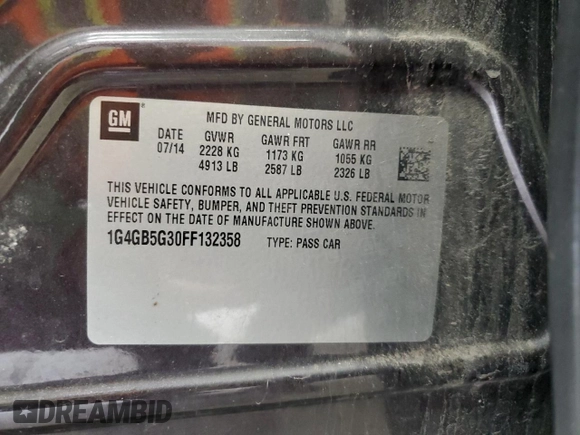 GM
MFD BY GENERAL MOTORS LLC
DATE GVWR GAWR FRT GAWR RR
07/14 2228 KG 1173 KG 1055 KG
4913 LB 2587 LB 2326 LB
THIS VEHICLE CONFORMS TO ALL APPLICABLE U.S. FEDERAL MOTOR
VEHICLE SAFETY, BUMPER, AND THEFT PREVENTION STANDARDS IN
EFFECT ON THE DATE OF MANUFACTURE SHOWN ABOVE.
1G4GB5G30FF132358 TYPE: PASS CAR
DREAMBID